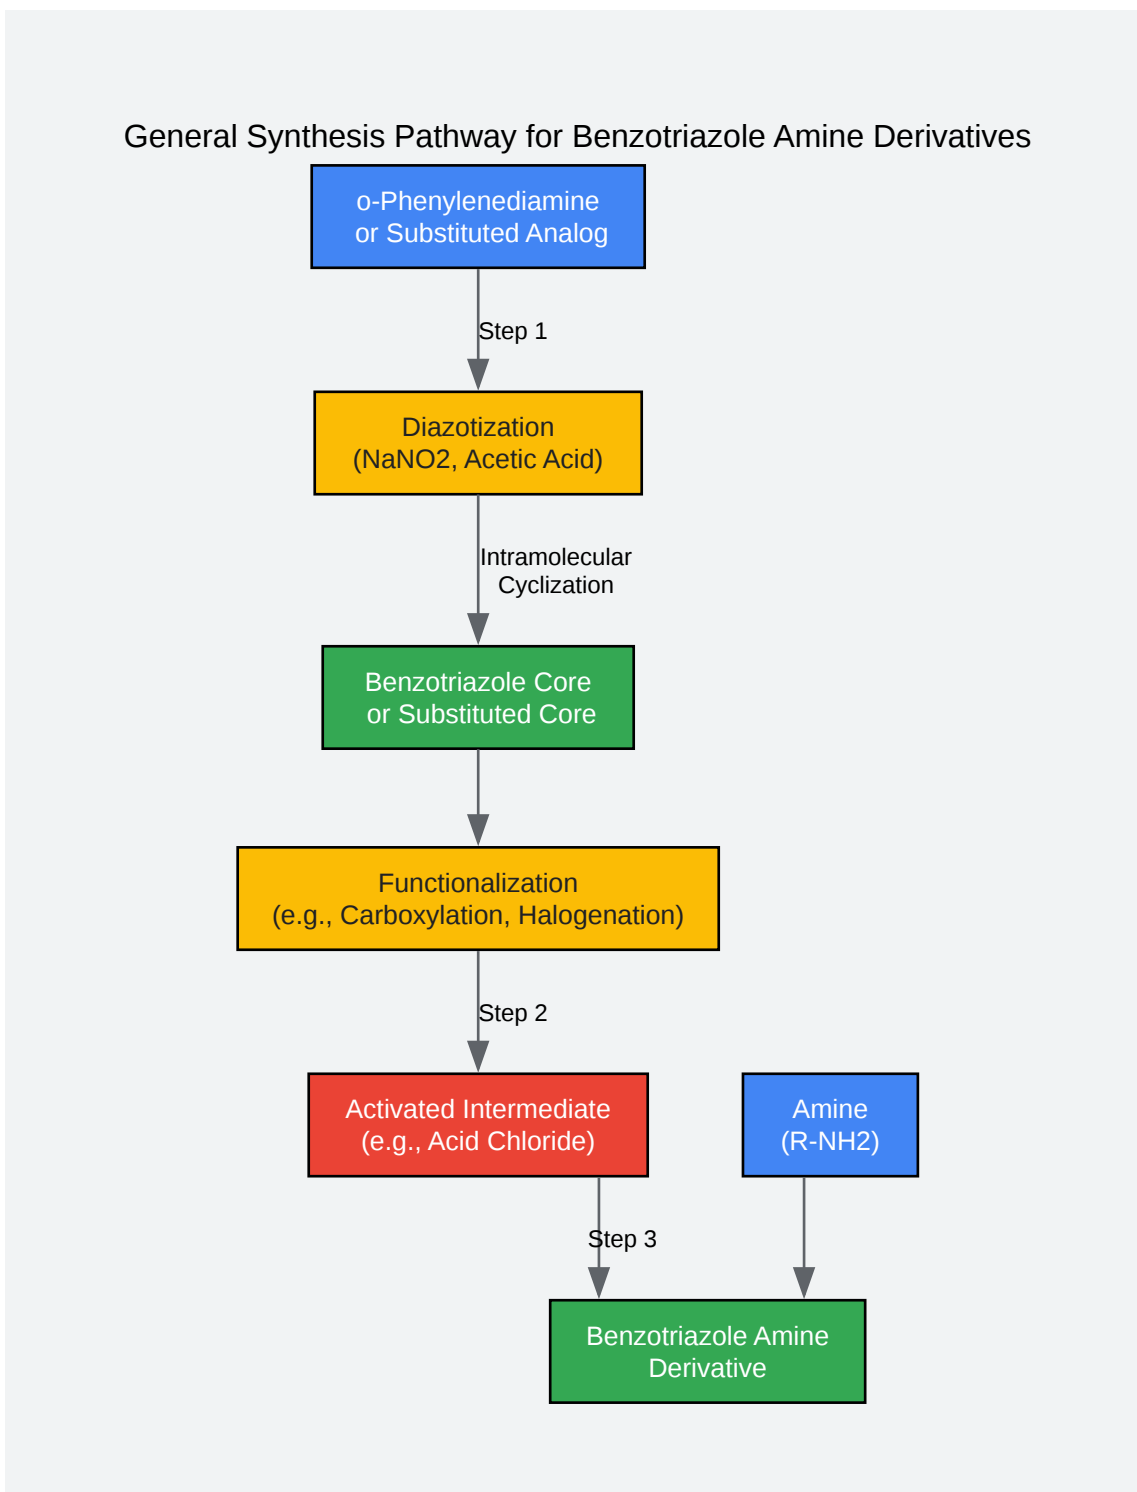 General Synthesis Pathway for Benzotriazole Amine Derivatives
o-Phenylenediamine
or Substituted Analog
Step 1
Diazotization
(NaNO2, Acetic Acid)
Intramolecular
Cyclization
Benzotriazole Core
or Substituted Core
Functionalization
(e.g., Carboxylation, Halogenation)
Step 2
Activated Intermediate
(e.g., Acid Chloride)
Amine
(R-NH2)
Step 3
Benzotriazole Amine
Derivative